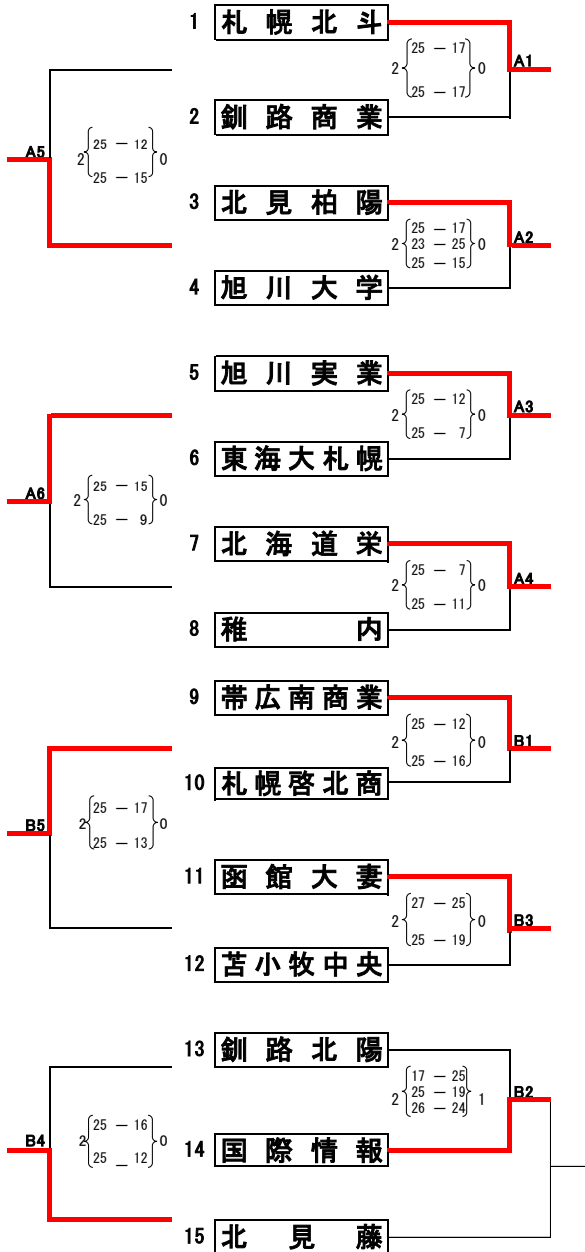 1 札幌北斗
25 － 17
2 0
25 － 17
A1
2 釧路商業
A5
25 － 12
2 0
25 － 15
3 北見柏陽
25 － 17
2 23 － 25 0
25 － 15
A2
4 旭川大学
5 旭川実業
25 － 12
2 0
25 － 7
A3
6 東海大札幌
A6
25 － 15
2 0
25 － 9
7 北海道栄
25 － 7
2 0
25 － 11
A4
8 稚内
9 帯広南商業
25 － 12
2 0
25 － 16
B1
10 札幌啓北商
B5
25 － 17
2 0
25 － 13
11 函館大妻
27 － 25
2 0
25 － 19
B3
12 苫小牧中央
13 釧路北陽
17 － 25
2 25 － 19 1
26 － 24
B2
B4
25 － 16
2 0
25 － 12
14 国際情報
15 北見藤